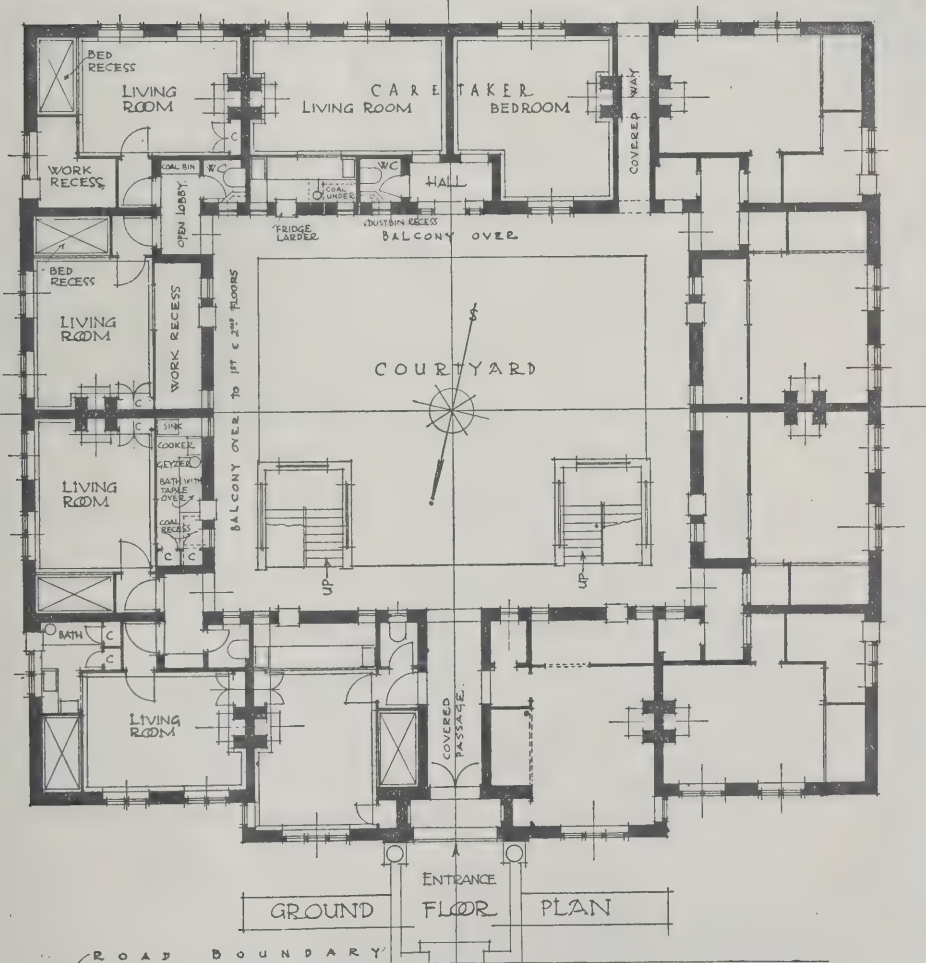 BED
RECESS
LIVING
ROOM
C
CARE TAKER
LIVING ROOM
BEDROOM
COVERED WAY
WORK
RECESS
COAL BIN
WC
OPEN LOBBY
COAL
UNDER
WC
HALL
FRIDGE
LARDER
DUSTBIN RECESS
BALCONY OVER
BED
RECESS
LIVING
ROOM
WORK RECESS
BALCONY OVER TO 1ST & 2ND FLOORS
C
S
COURTYARD
C
SINK
COOKER
GEYZER
BATH WITH
TABLE
OVER
COAL
RECESS
C C
LIVING
ROOM
UP
UP
BATH
C
C
LIVING
ROOM
COVERED
PASSAGE
ENTRANCE
GROUND FLOOR PLAN
ROAD BOUNDARY